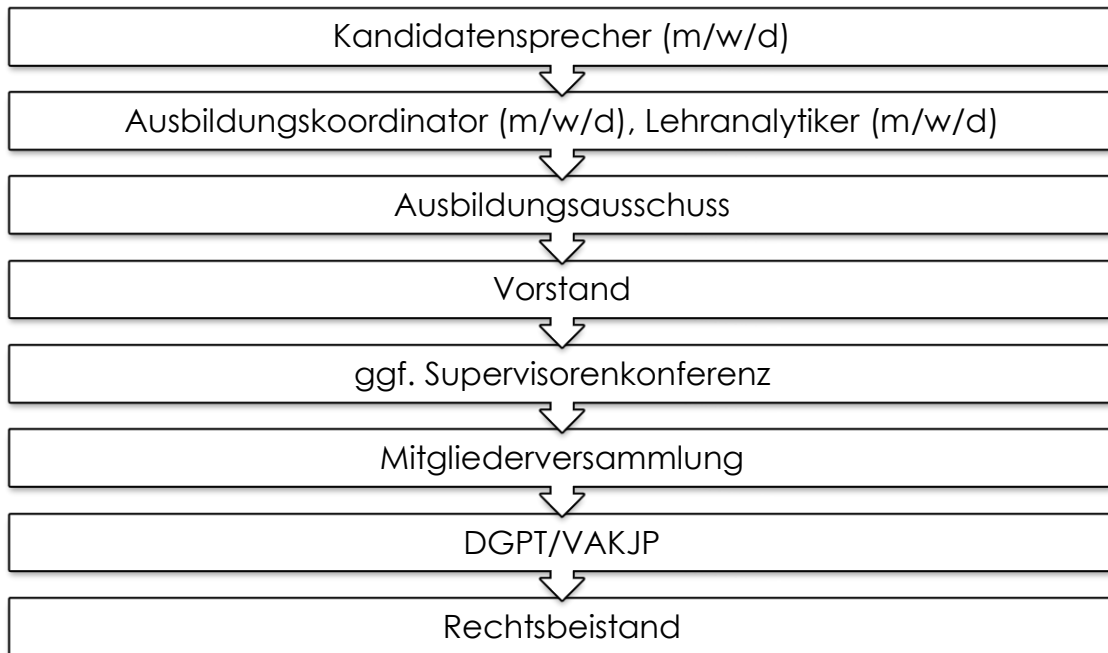 Kandidatensprecher (m/w/d)
Ausbildungskoordinator (m/w/d), Lehranalytiker (m/w/d)
Ausbildungsausschuss
Vorstand
ggf. Supervisorenkonferenz
Mitgliederversammlung
DGPT/VAKJP
Rechtsbeistand